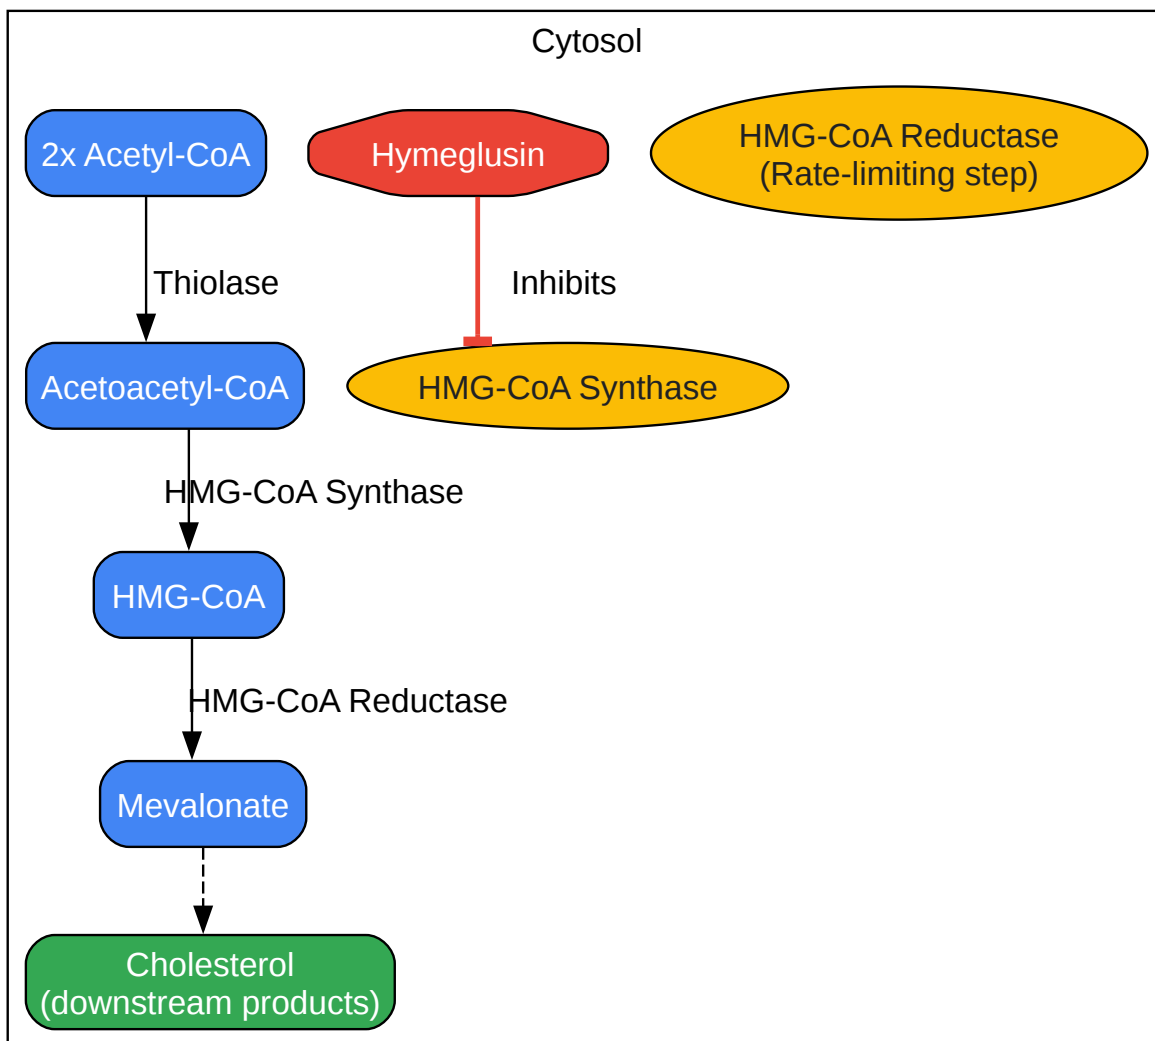 Cytosol
2x Acetyl-CoA
Hymeglusin
HMG-CoA Reductase
(Rate-limiting step)
Thiolase
Inhibits
Acetoacetyl-CoA
HMG-CoA Synthase
HMG-CoA Synthase
HMG-CoA
HMG-CoA Reductase
Mevalonate
Cholesterol
(downstream products)